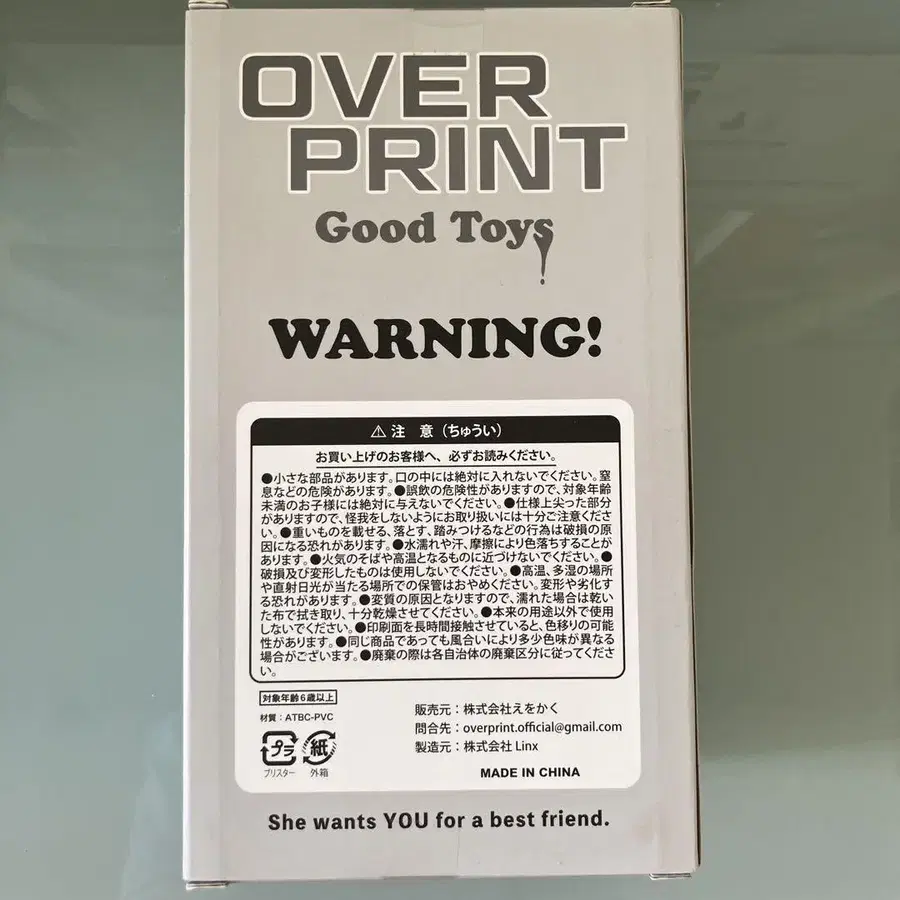 OVER
PRINT
Good Toys
WARNING!
⚠注 意（ちゅうい）
お買い上げのお客様へ、必ずお読みください。
●小さな部品があります。口の中には絶対に入れないでください。窒
息などの危険があります。●誤飲の危険性がありますので、対象年齢
未満のお子様には絶対に与えないでください。●仕様上尖った部分
がありますので、怪我をしないようにお取り扱いには十分ご注意くださ
い。●重いものを載せる、落とす、踏みつけるなどの行為は破損の原
因になる恐れがあります。●水濡れや汗、摩擦により色落ちすることが
あります。●火気のそばや高温となるものに近づけないでください。●
破損及び変形したものは使用しないでください。●高温、多湿の場所
や直射日光が当たる場所での保管はおやめください。変形や劣化す
る恐れがあります。●変質の原因となりますので、濡れた場合は乾い
た布で拭き取り、十分乾燥させてください。●本来の用途以外で使用
しないでください。●印刷面を長時間接触させていると、色移りの可能
性があります。●同じ商品であっても風合いにより多少色味が異なる
場合がございます。●廃棄の際は各自治体の廃棄区分に従ってくださ
い。
対象年齢6歳以上
材質：ATBC-PVC
プラ
紙
ブリスター
外箱
販売元：株式会社えをかく
問合先：overprint.official@gmail.com
製造元：株式会社 Linx
MADE IN CHINA
She wants YOU for a best friend.